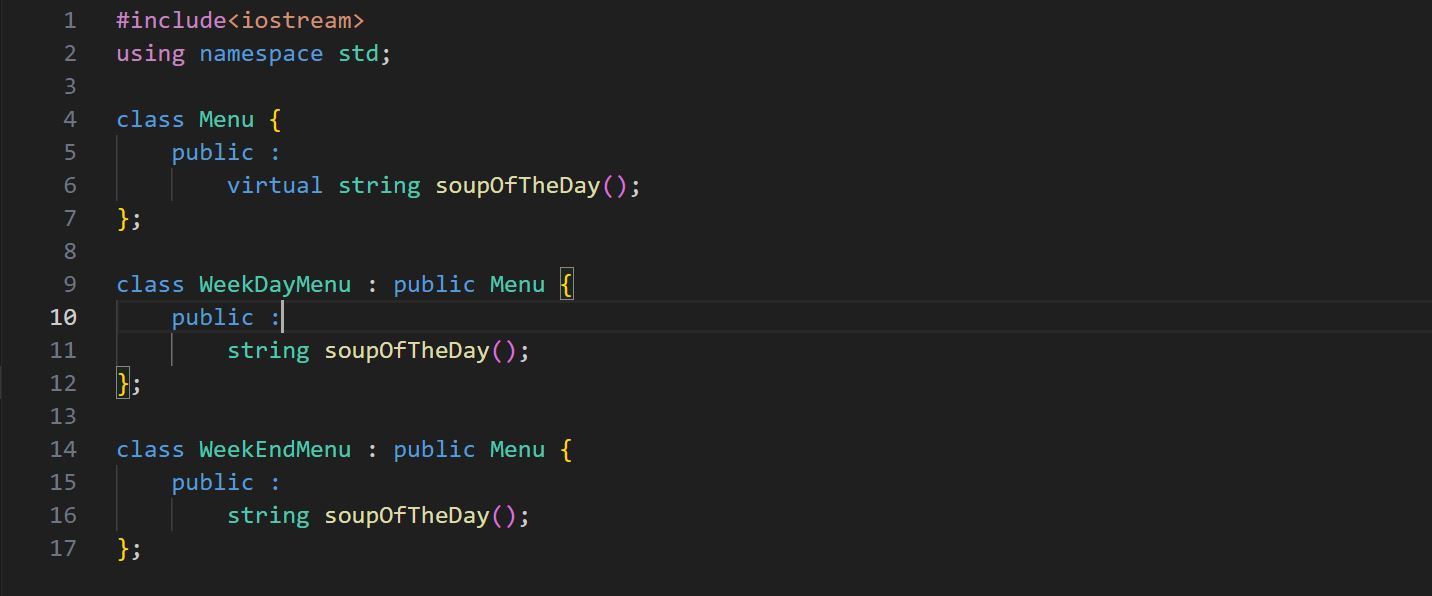 1 #include<iostream>
2 using namespace std;
3
4 class Menu {
5     public :
6         virtual string soupOfTheDay();
7 };
8
9 class WeekDayMenu : public Menu {
10     public :
11         string soupOfTheDay();
12 };
13
14 class WeekEndMenu : public Menu {
15     public :
16         string soupOfTheDay();
17 };